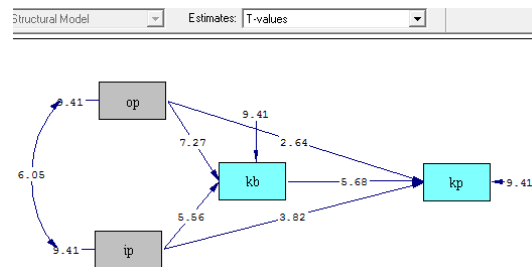 Structural Model Estimates: T-values
9.41 op 9.41
7.27 2.64
6.05 kb 5.68 kp 9.41
5.56 3.82
9.41 ip